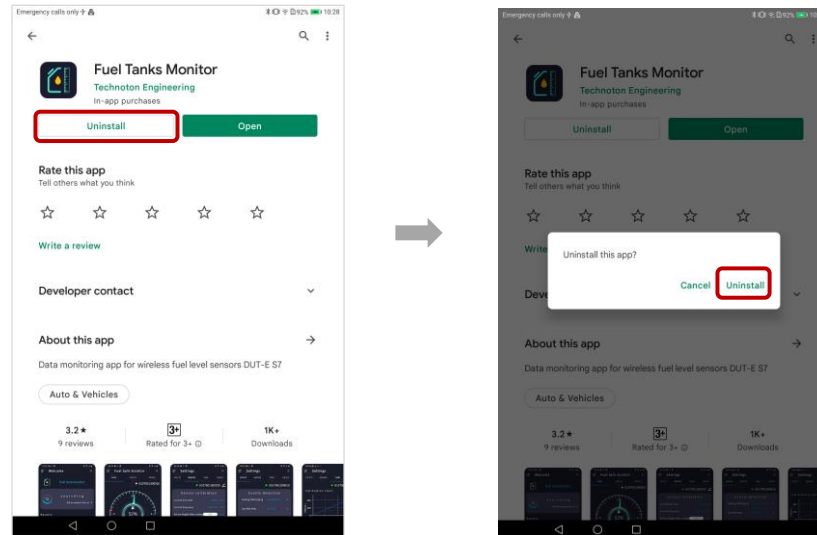 Emergency calls only
92% 10:28
Fuel Tanks Monitor
Technoton Engineering
In-app purchases
Uninstall Open
Rate this app
Tell others what you think
Write a review
Developer contact
About this app
Data monitoring app for wireless fuel level sensors DUT-E S7
Auto & Vehicles
3.2★ 3+ 1K+
9 reviews Rated for 3+ Downloads
Emergency calls only
92% 10
Fuel Tanks Monitor
Technoton Engineering
In-app purchases
Uninstall Open
Rate this app
Tell others what you think
Write
Uninstall this app?
Cancel Uninstall
Deve
About this app
Data monitoring app for wireless fuel level sensors DUT-E S7
Auto & Vehicles
3.2★ 3+ 1K+
9 reviews Rated for 3+ Downloads